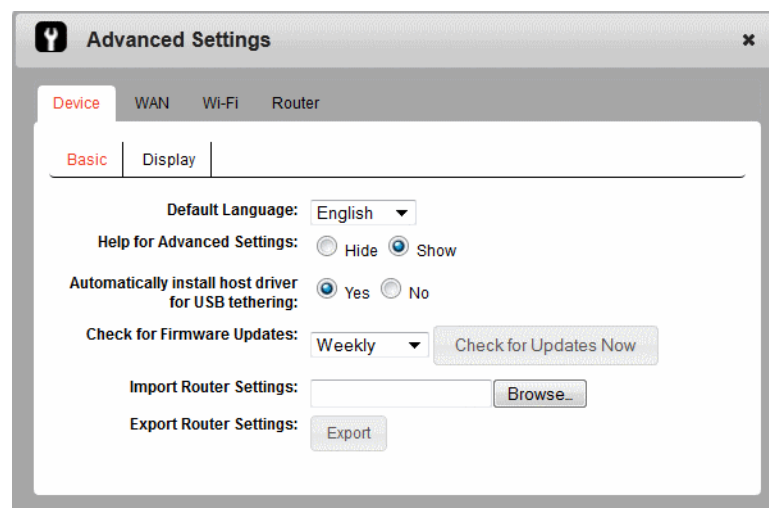 Advanced Settings
Device WAN Wi-Fi Router
Basic Display
Default Language: English
Help for Advanced Settings: Hide Show
Automatically install host driver
for USB tethering: Yes No
Check for Firmware Updates: Weekly Check for Updates Now
Import Router Settings: Browse...
Export Router Settings: Export